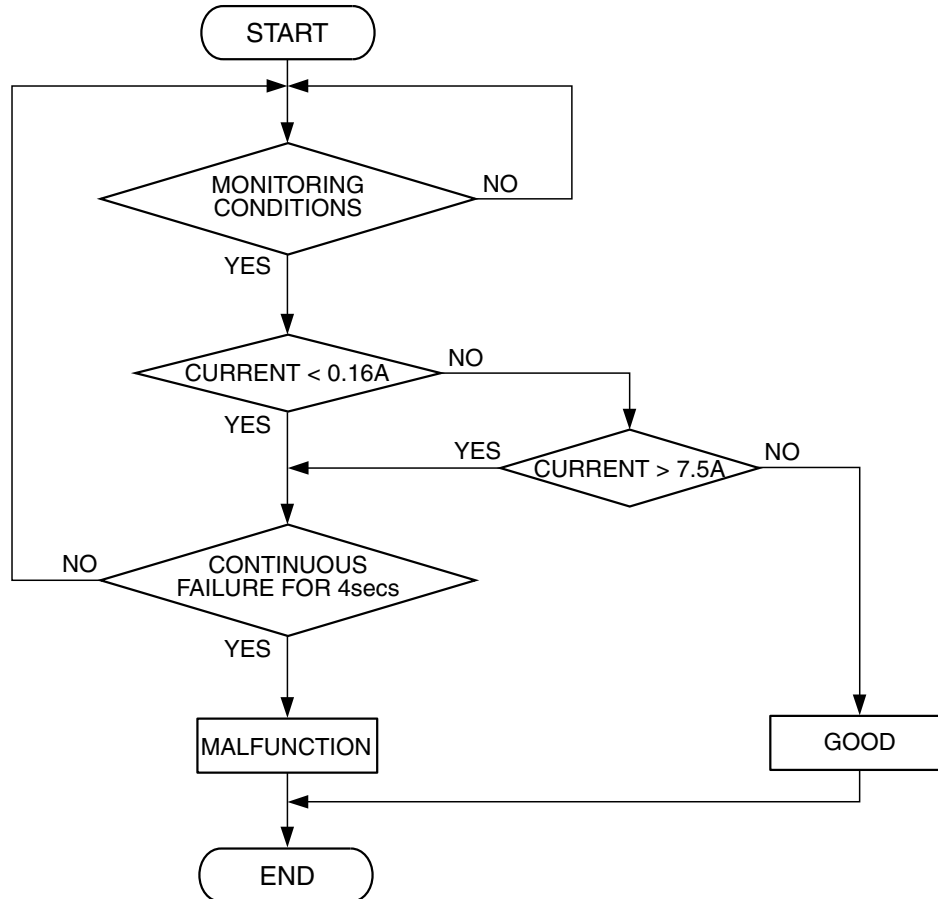 START
MONITORING
CONDITIONS
NO
YES
CURRENT < 0.16A
NO
YES
YES
CURRENT > 7.5A
NO
CONTINUOUS
FAILURE FOR 4secs
NO
YES
MALFUNCTION
GOOD
END